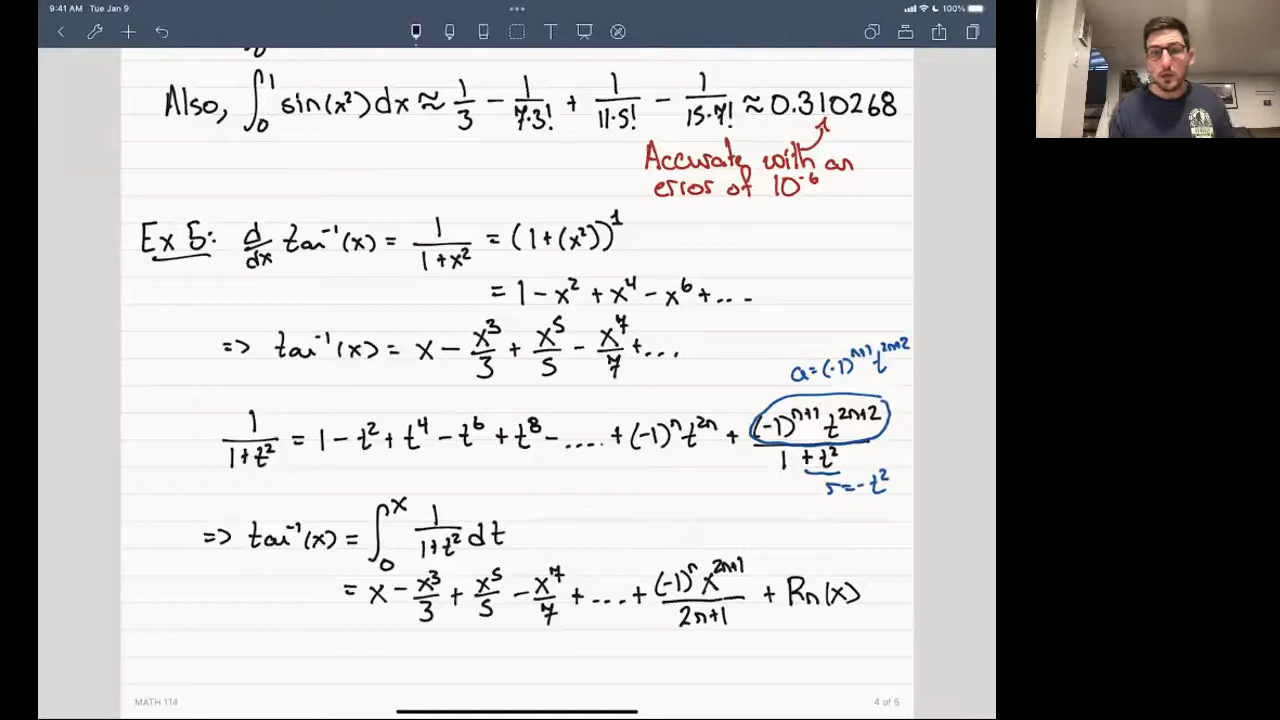 9:41 AM Tue Jan 9
100%
Also, ∫₀¹ sin(x²)dx ≈ 1/3 − 1/(7·3!) + 1/(11·5!) − 1/(15·7!) ≈ 0.310268
Accurate with an
error of 10⁻⁶
Ex 5: d/dx tan⁻¹(x) = 1/(1+x²) = (1+(x²))¹
= 1 − x² + x⁴ − x⁶ + ...
=> tan⁻¹(x) = x − x³/3 + x⁵/5 − x⁷/7 + ...
a=(-1)ⁿ⁺¹t²ⁿ⁺²
1/(1+t²) = 1 − t² + t⁴ − t⁶ + t⁸ − .... + (-1)ⁿt²ⁿ + (-1)ⁿ⁺¹ t²ⁿ⁺²/(1+t²)
r=-t²
=> tan⁻¹(x) = ∫₀ˣ 1/(1+t²) dt
= x − x³/3 + x⁵/5 − x⁷/7 + ... + (-1)ⁿx²ⁿ⁺¹/(2n+1) + Rn(x)
MATH 114
4 of 5